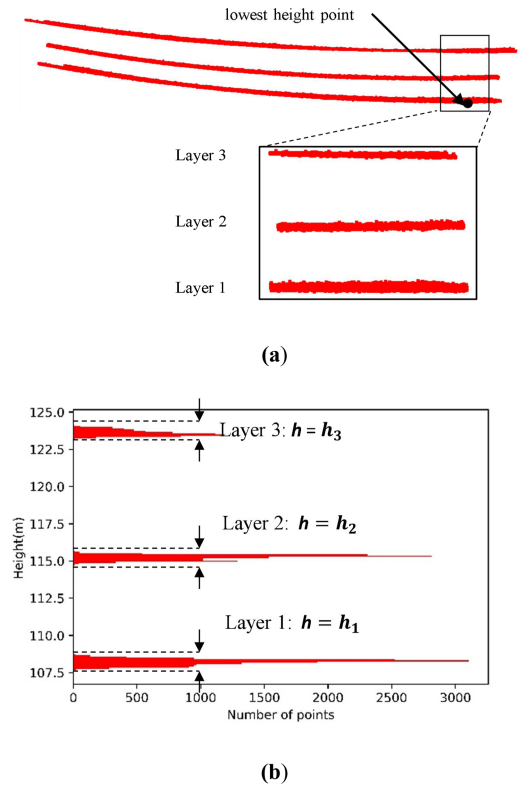 lowest height point
Layer 3
Layer 2
Layer 1
(a)
125.0
Layer 3: h = h₃
122.5
120.0
117.5
Layer 2: h = h₂
115.0
112.5
110.0
Layer 1: h = h₁
107.5
Height(m)
0 500 1000 1500 2000 2500 3000
Number of points
(b)